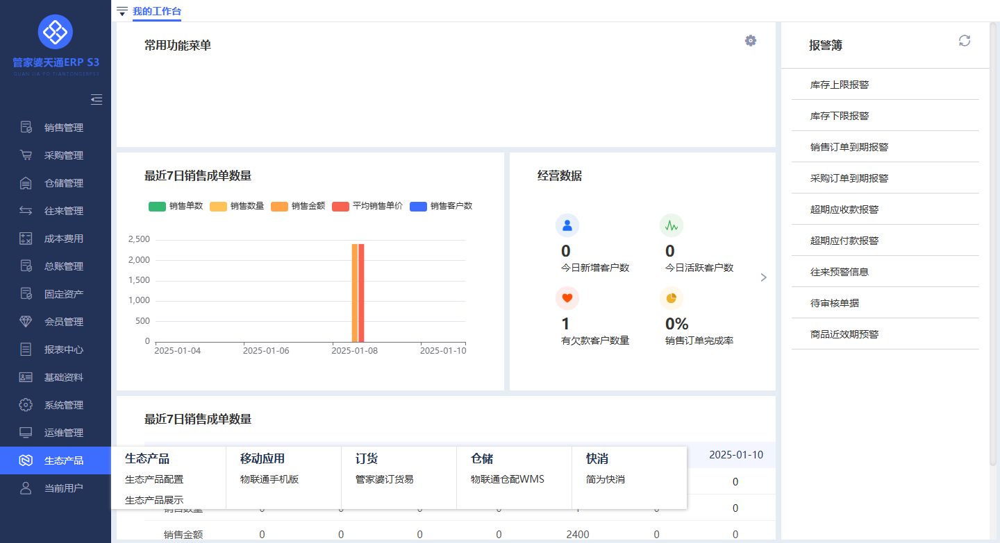 管家婆天通ERP S3
GUAN JIA PO TIANTONGERPS3
销售管理
采购管理
仓储管理
往来管理
成本费用
总账管理
固定资产
会员管理
报表中心
基础资料
系统管理
运维管理
生态产品
当前用户
我的工作台
常用功能菜单
最近7日销售成单数量
销售单数 销售数量 销售金额 平均销售单价 销售客户数
2,500
2,000
1,500
1,000
500
0
2025-01-04 2025-01-06 2025-01-08 2025-01-10
经营数据
0 0
今日新增客户数 今日活跃客户数
1 0%
有欠款客户数量 销售订单完成率
最近7日销售成单数量
2025-01-10
0
生态产品 移动应用 订货 仓储 快消
生态产品配置 物联通手机版 管家婆订货易 物联通仓配WMS 简为快消
生态产品展示
销售数量 0 0 0 0 1 0 0
销售金额 0 0 0 0 2400 0 0
报警簿
库存上限报警
库存下限报警
销售订单到期报警
采购订单到期报警
超期应收款报警
超期应付款报警
往来预警信息
待审核单据
商品近效期预警